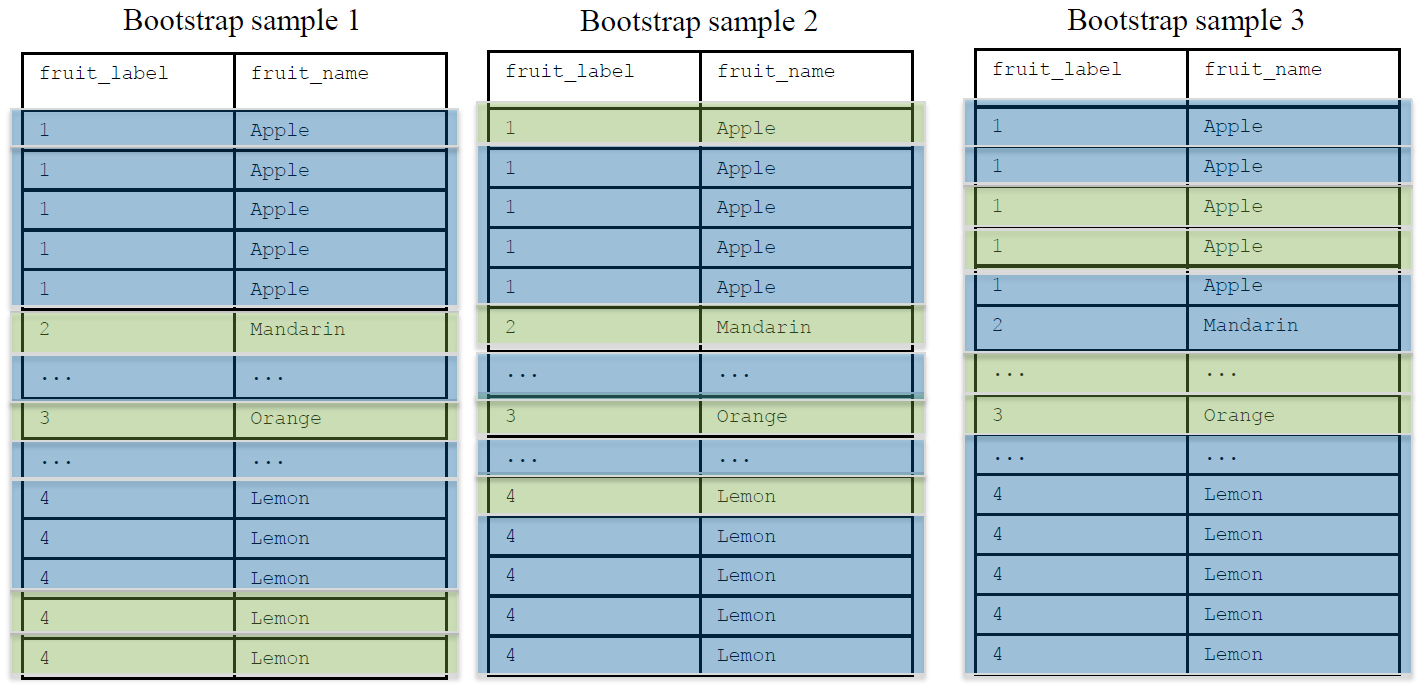 Bootstrap sample 1
fruit_label fruit_name
1 Apple
1 Apple
1 Apple
1 Apple
1 Apple
2 Mandarin
... ...
3 Orange
... ...
4 Lemon
4 Lemon
4 Lemon
4 Lemon
4 Lemon
Bootstrap sample 2
fruit_label fruit_name
1 Apple
1 Apple
1 Apple
1 Apple
1 Apple
2 Mandarin
... ...
3 Orange
... ...
4 Lemon
4 Lemon
4 Lemon
4 Lemon
4 Lemon
Bootstrap sample 3
fruit_label fruit_name
1 Apple
1 Apple
1 Apple
1 Apple
1 Apple
2 Mandarin
... ...
3 Orange
... ...
4 Lemon
4 Lemon
4 Lemon
4 Lemon
4 Lemon